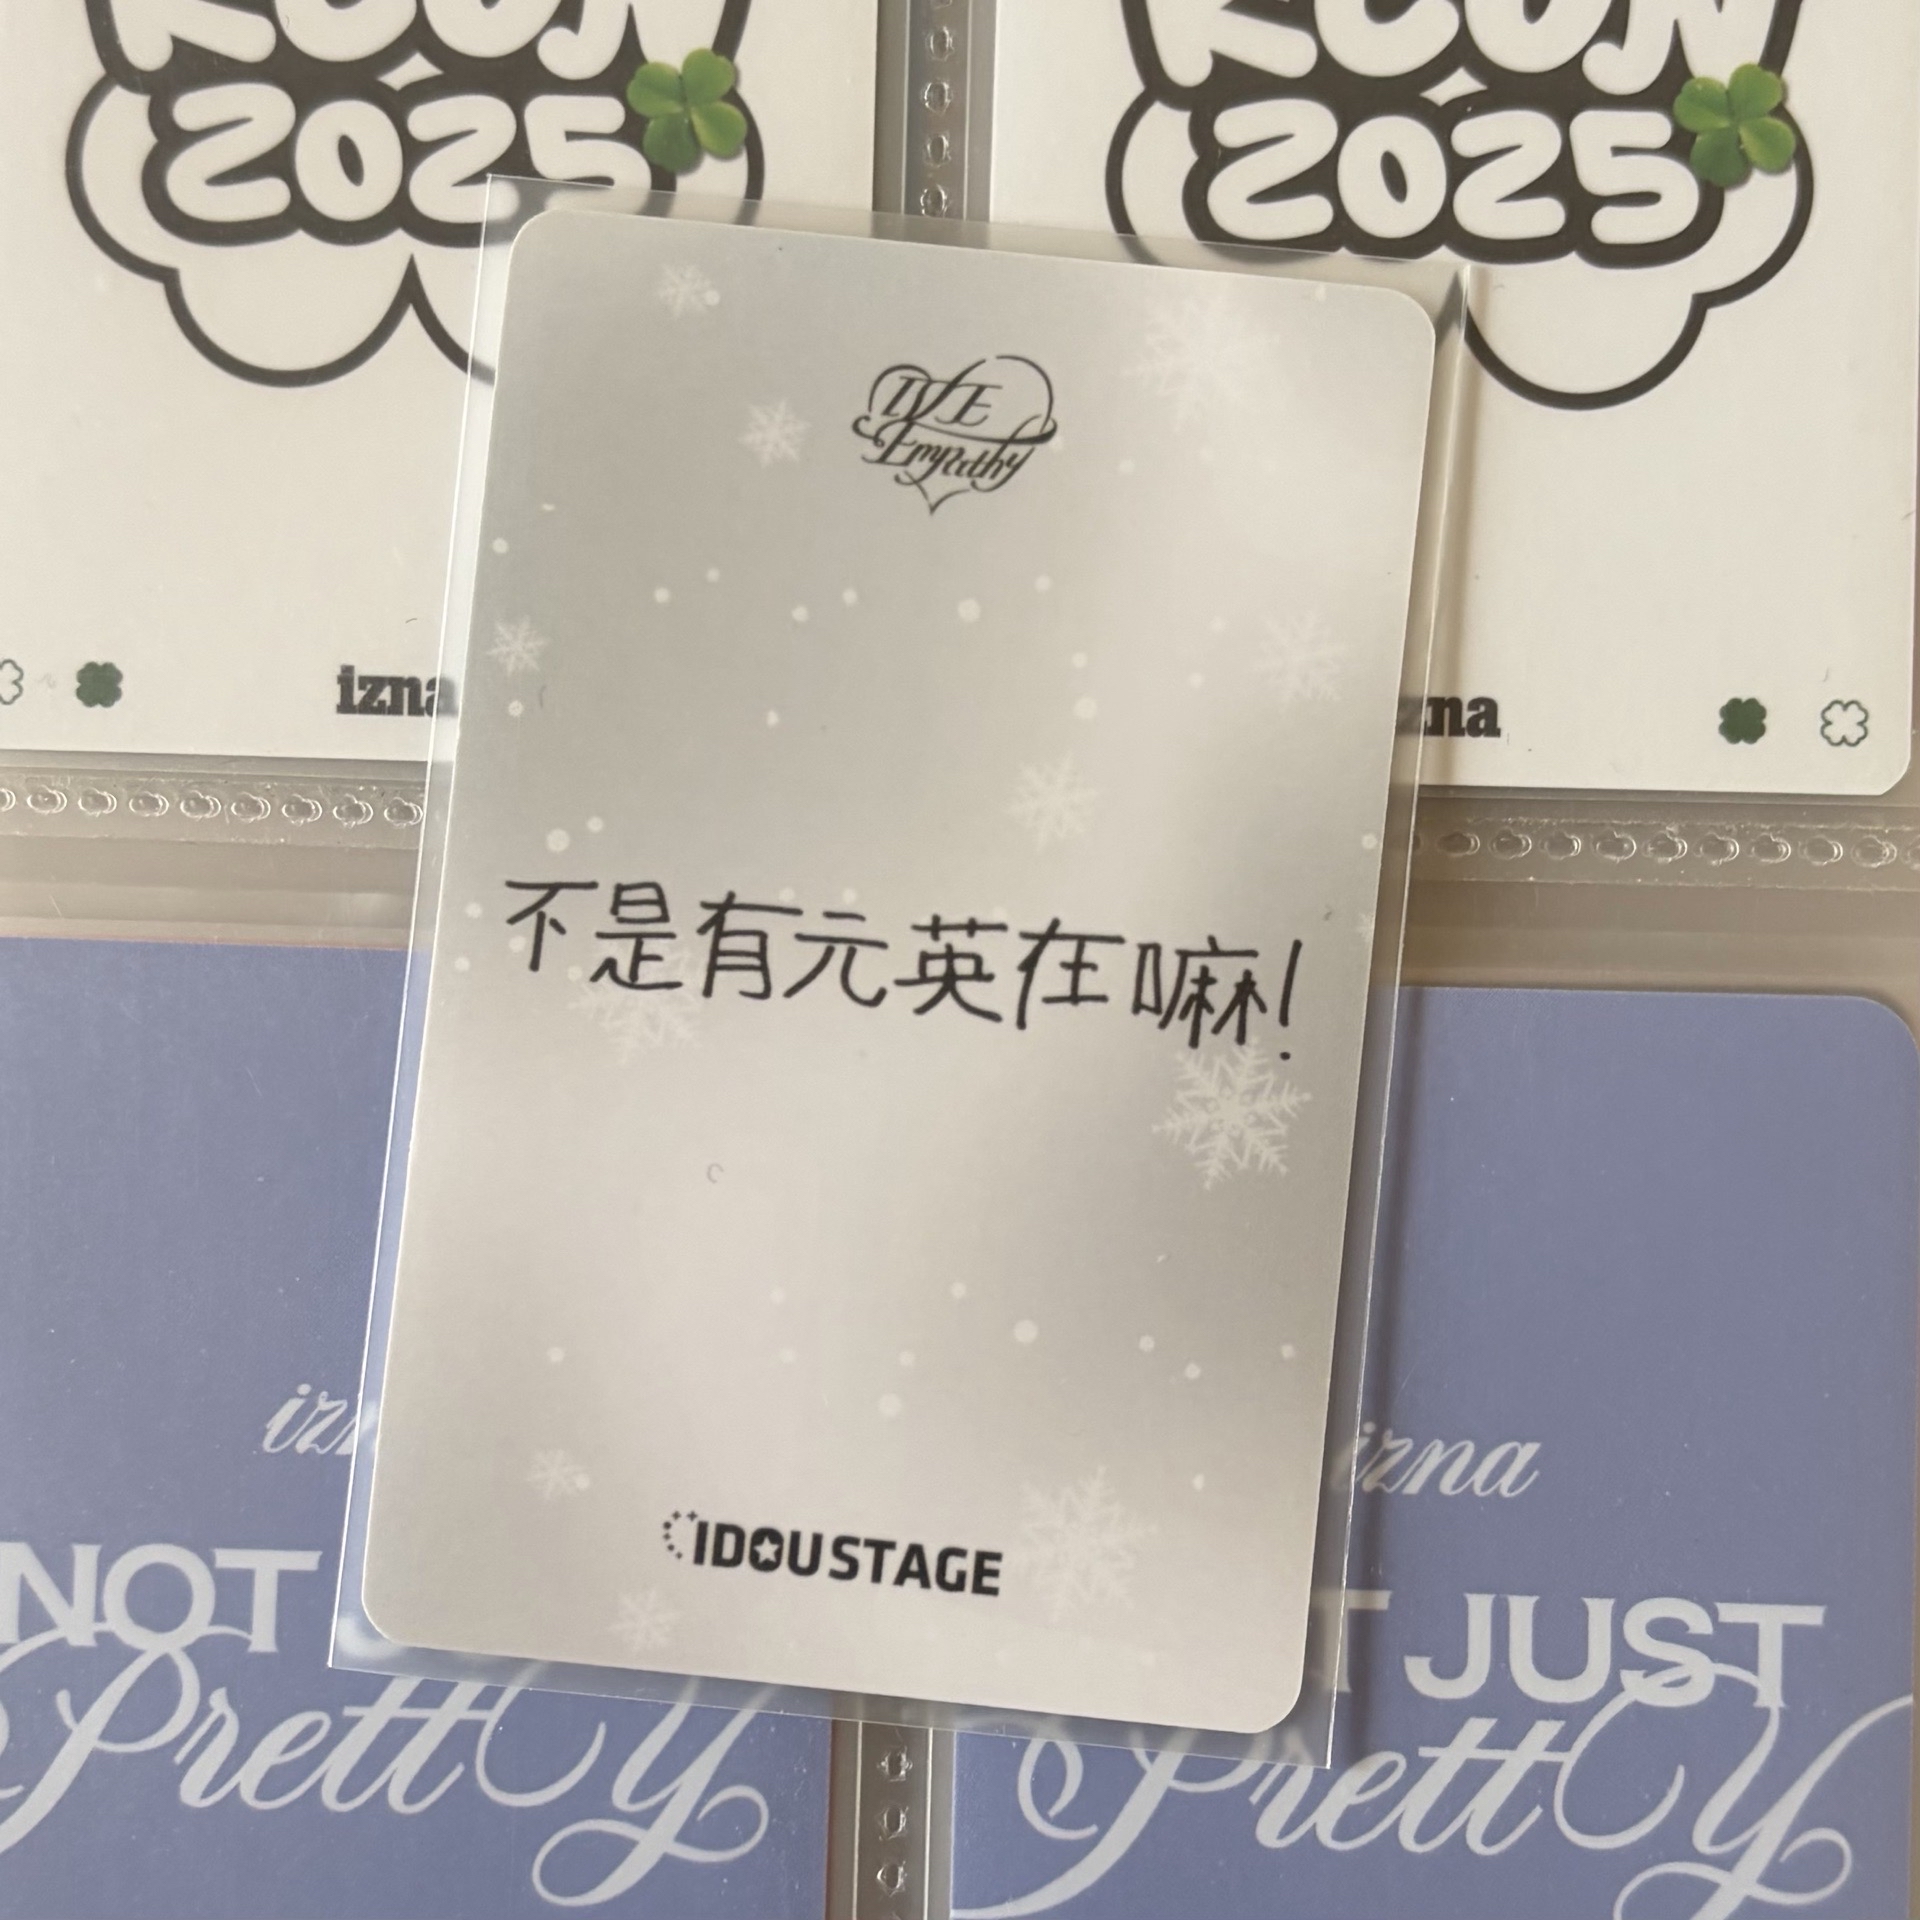 KCON
2025
KCON
2025
IVE
Empathy
izna
zna
不是有元英在嘛!
izna
izna
NOT
T JUST
PrettY
PrettY
IDOUSTAGE